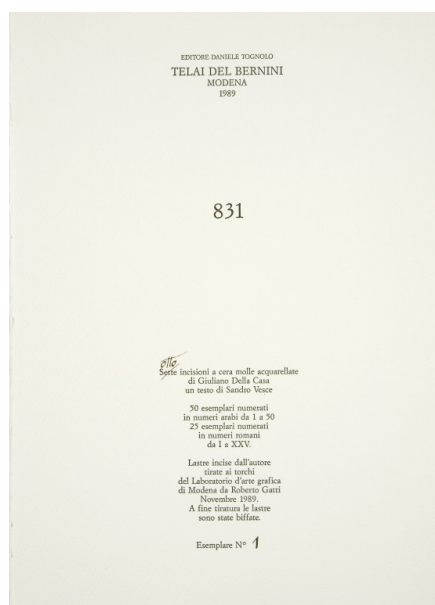 EDITORE DANIELE TOGNOLO
TELAI DEL BERNINI
MODENA
1989
831
otto
Sette incisioni a cera molle acquarellate
di Giuliano Della Casa
un testo di Sandro Vesce
50 esemplari numerati
in numeri arabi da 1 a 50
25 esemplari numerati
in numeri romani
da I a XXV.
Lastre incise dall'autore
tirate ai torchi
del Laboratorio d'arte grafica
di Modena da Roberto Gatti
Novembre 1989.
A fine tiratura le lastre
sono state biffate.
Esemplare N° 1